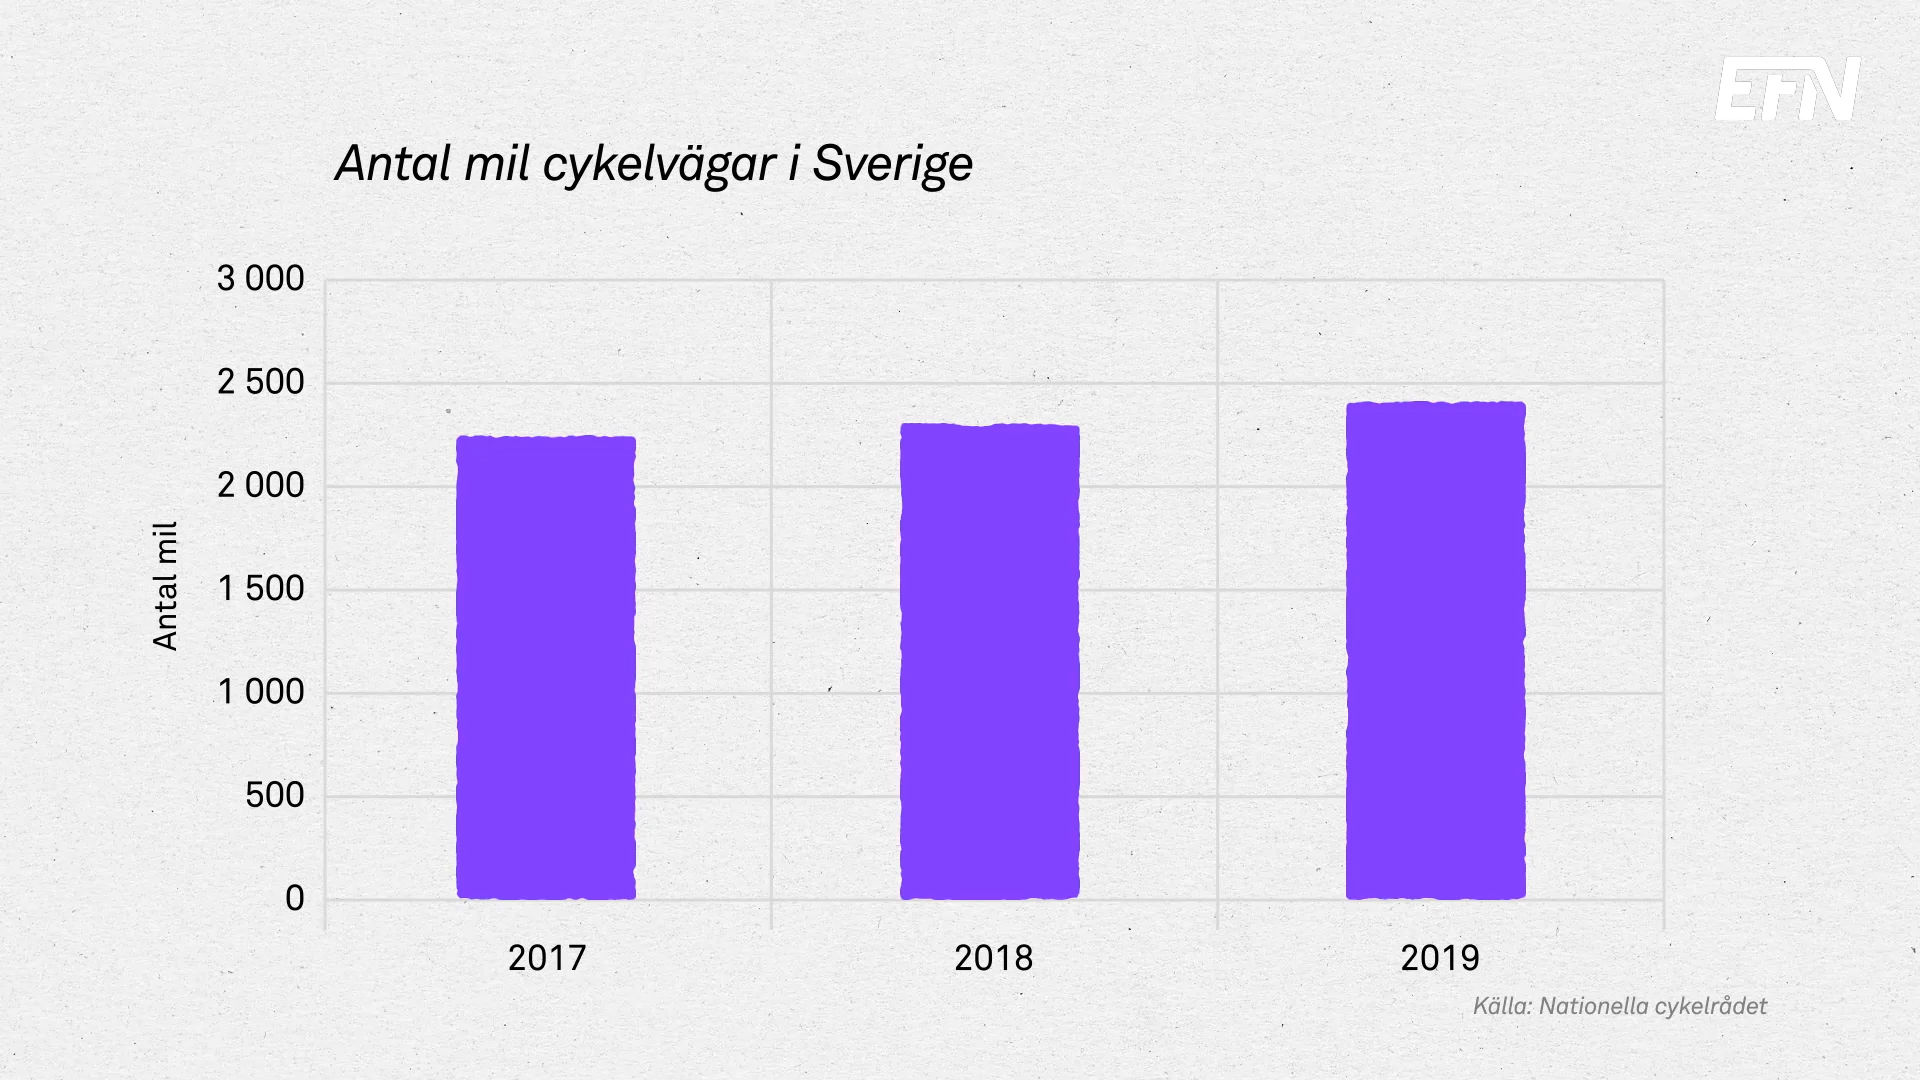 EFN
Antal mil cykelvägar i Sverige
Antal mil
3 000
2 500
2 000
1 500
1 000
500
0
2017
2018
2019
Källa: Nationella cykelrådet